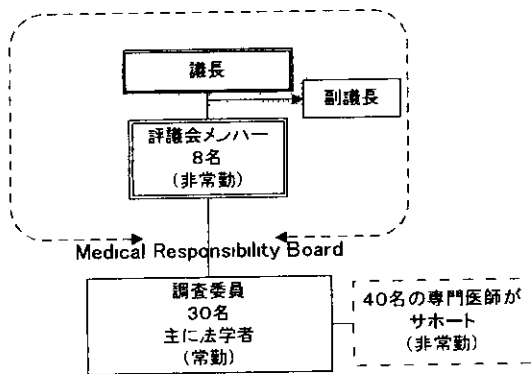 議長
副議長
評議会メンハー
8名
(非常勤)
Medical Responsibility Board
調査委員
30名
主に法学者
(常勤)
40名の専門医師が
サホート
(非常勤)